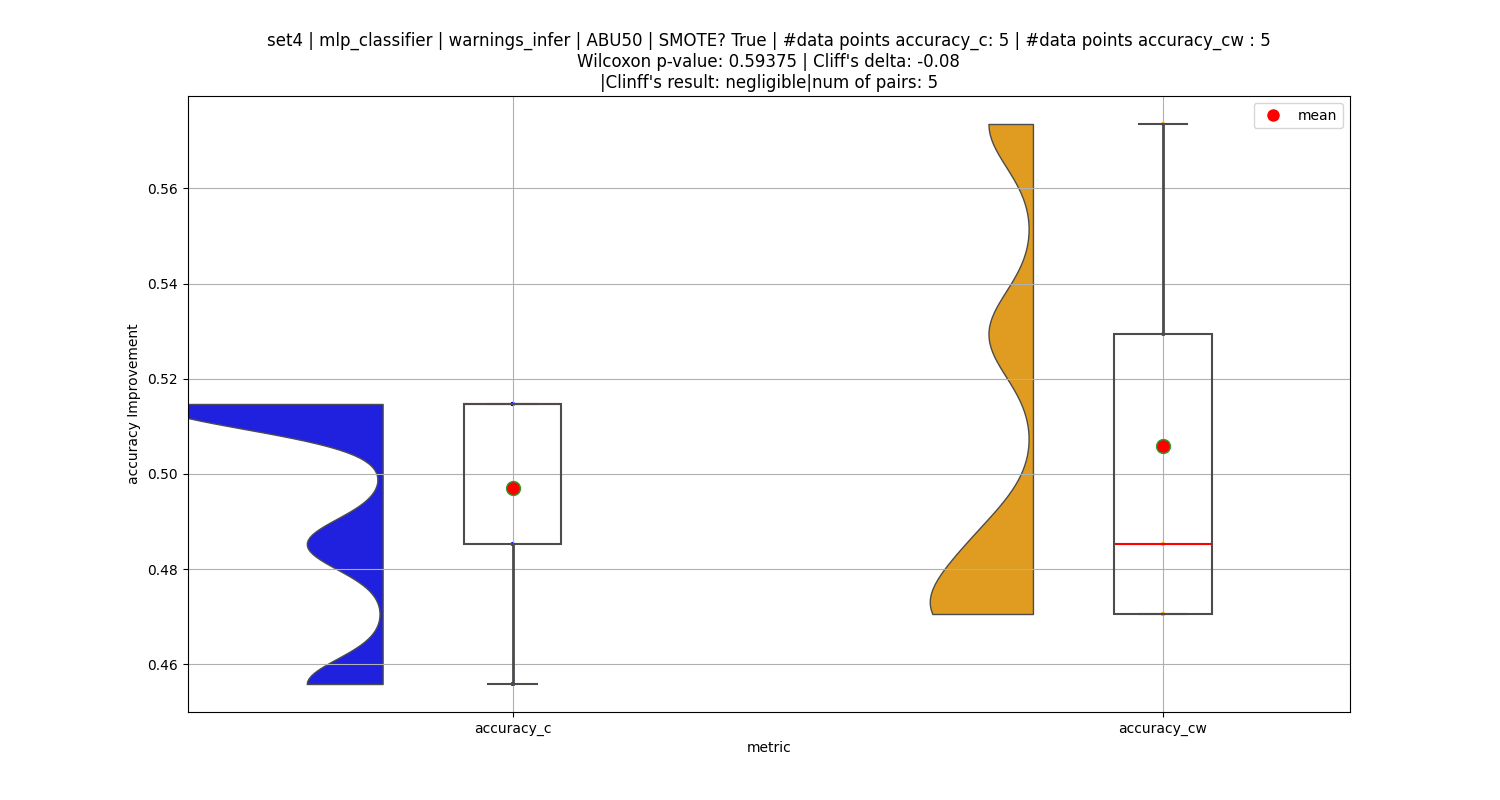 set4 | mlp_classifier | warnings_infer | ABU50 | SMOTE? True | #data points accuracy_c: 5 | #data points accuracy_cw : 5
Wilcoxon p-value: 0.59375 | Cliff's delta: -0.08
|Clinff's result: negligible|num of pairs: 5
mean
0.56
0.54
0.52
0.50
0.48
0.46
accuracy Improvement
accuracy_c
accuracy_cw
metric